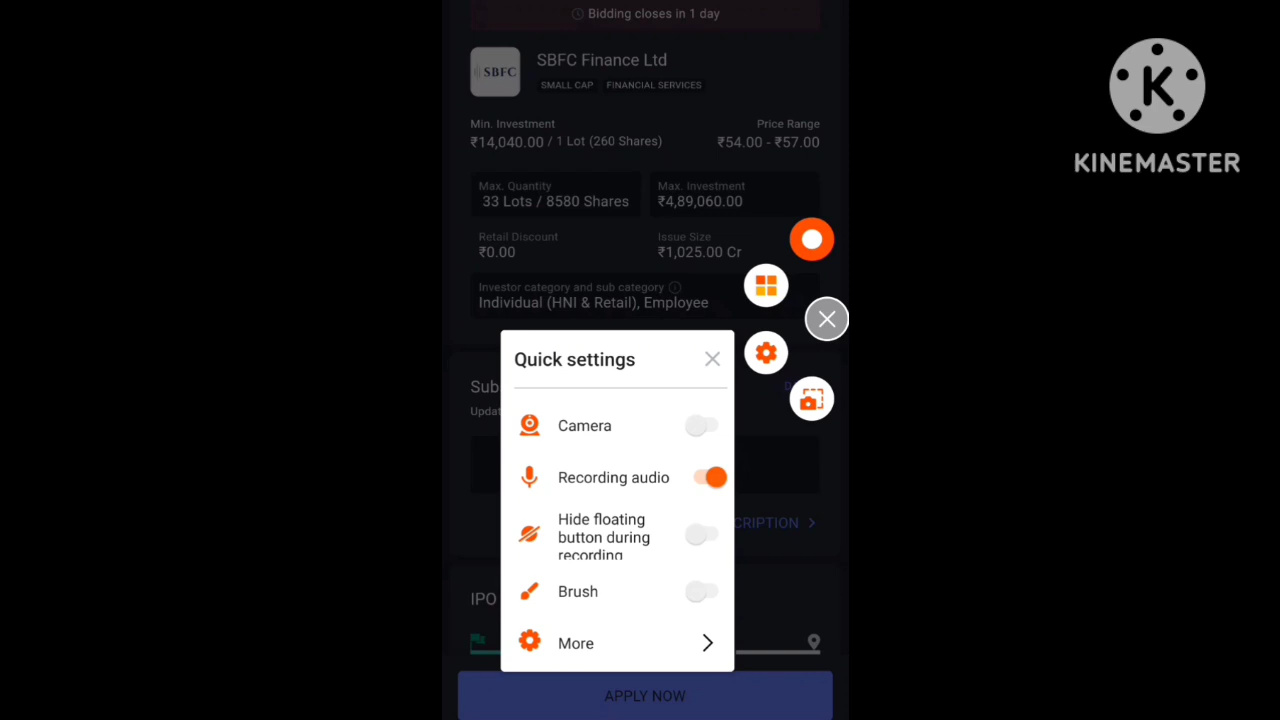 Bidding closes in 1 day
SBFC
SBFC Finance Ltd
SMALL CAP FINANCIAL SERVICES
Min. Investment
₹14,040.00 / 1 Lot (260 Shares)
Price Range
₹54.00 - ₹57.00
Max. Quantity
33 Lots / 8580 Shares
Max. Investment
₹4,89,060.00
Retail Discount
₹0.00
Issue Size
₹1,025.00 Cr
Investor category and sub category
Individual (HNI & Retail), Employee
Sub
Updat
Quick settings
Camera
Recording audio
Hide floating
button during
recording
Brush
More
CRIPTION
IPO
APPLY NOW
K
KINEMASTER